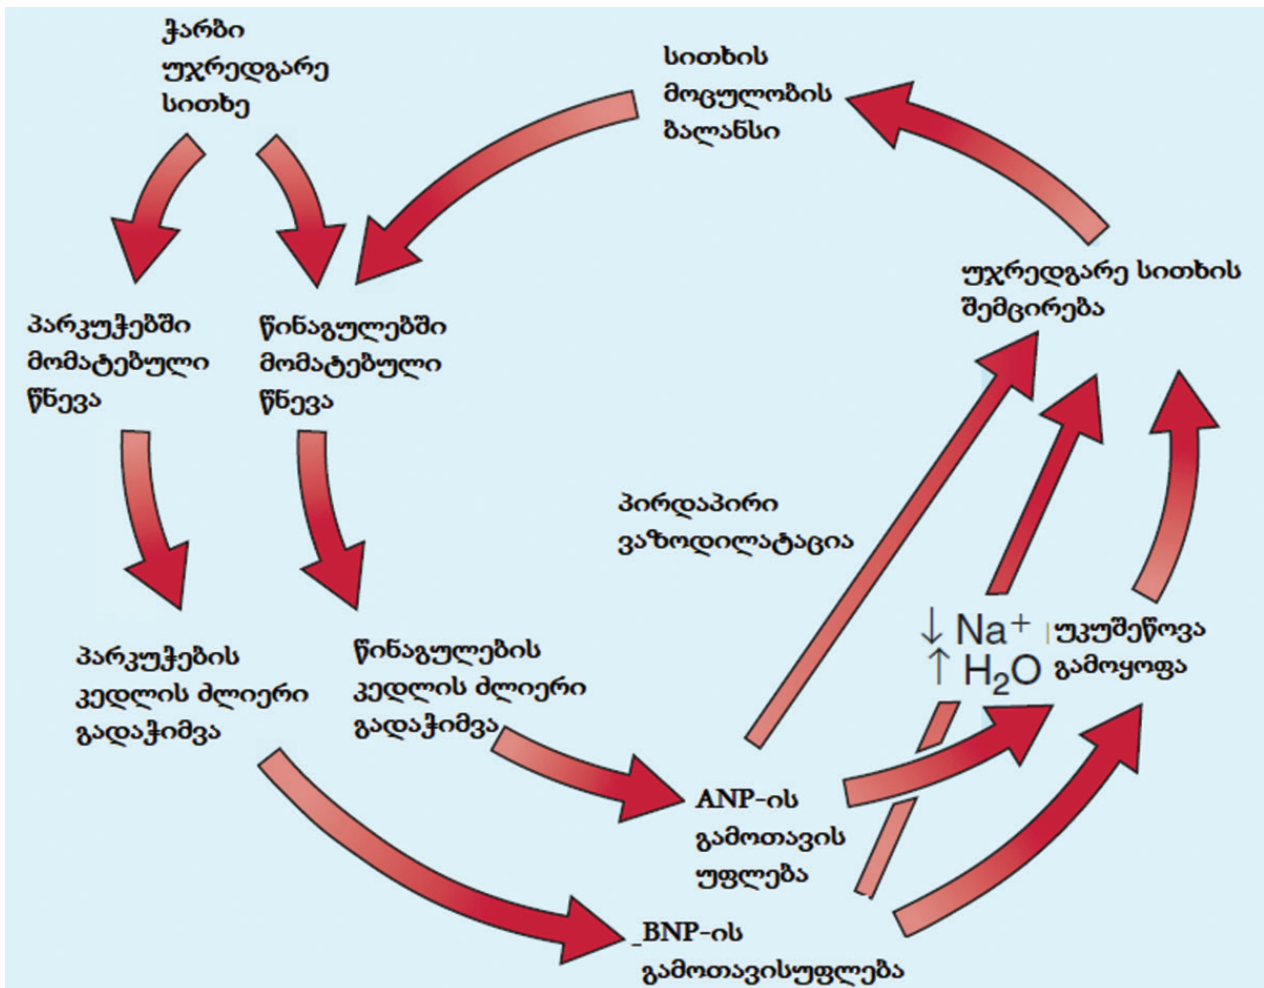 ჭარბი
უჯრედგარე
სითხე
სითხის
მოცულობის
ბალანსი
უჯრედგარე სითხის
შემცირება
პარკუჭებში
მომატებული
წნევა
წინაგულებში
მომატებული
წნევა
პირდაპირი
ვაზოდილატაცია
↓ Na⁺ უკუშეწოვა
↑ H₂O გამოყოფა
პარკუჭების
კედლის ძლიერი
გადაჭიმვა
წინაგულების
კედლის ძლიერი
გადაჭიმვა
ANP-ის
გამოთავის
უფლება
BNP-ის
გამოთავისუფლება